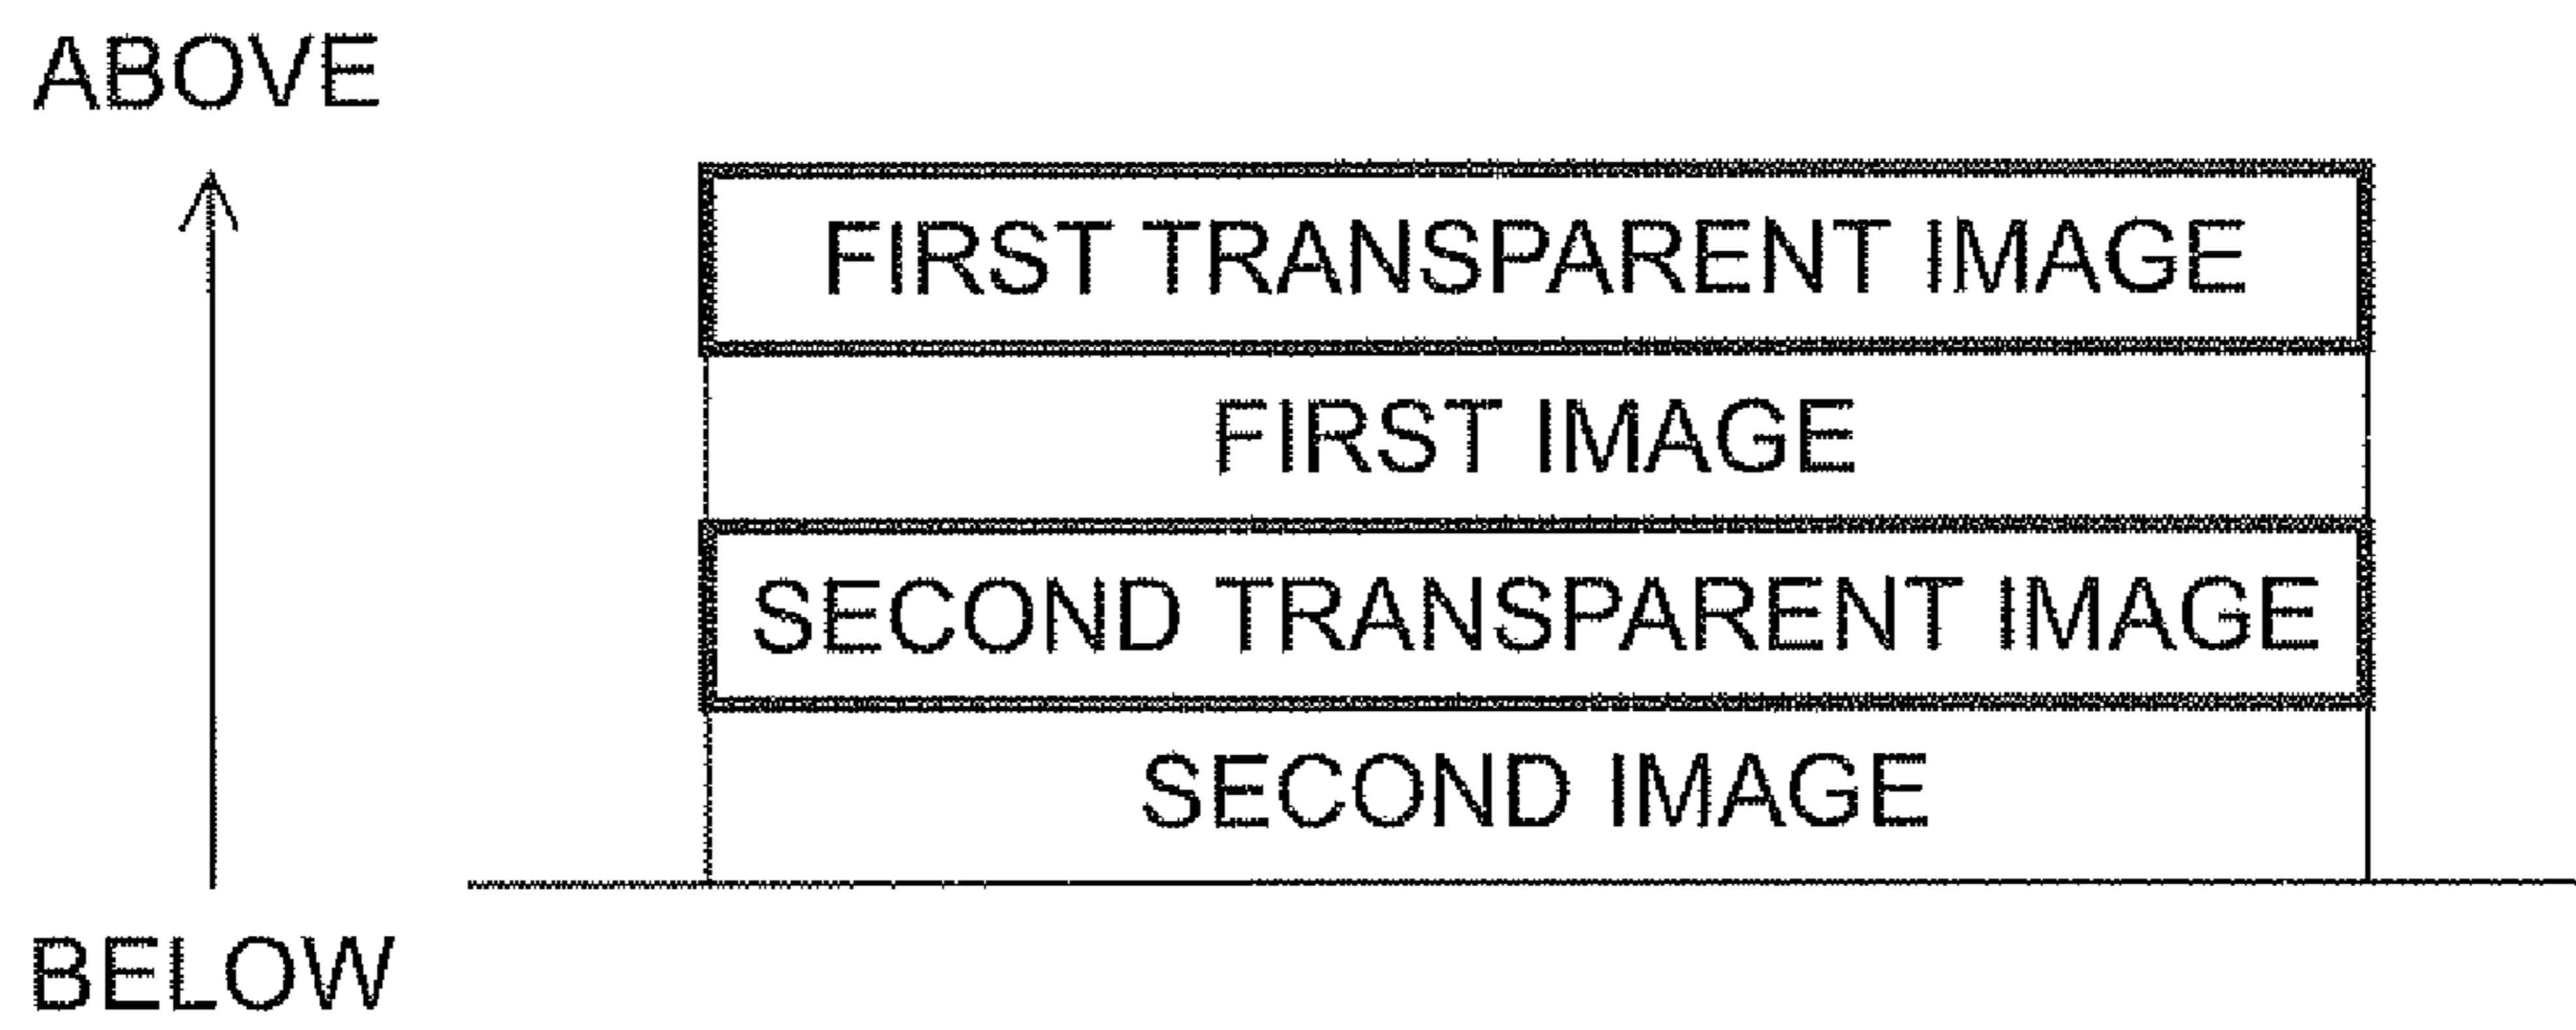 ABOVE
FIRST TRANSPARENT IMAGE
FIRST IMAGE
SECOND TRANSPARENT IMAGE
SECOND IMAGE
BELOW